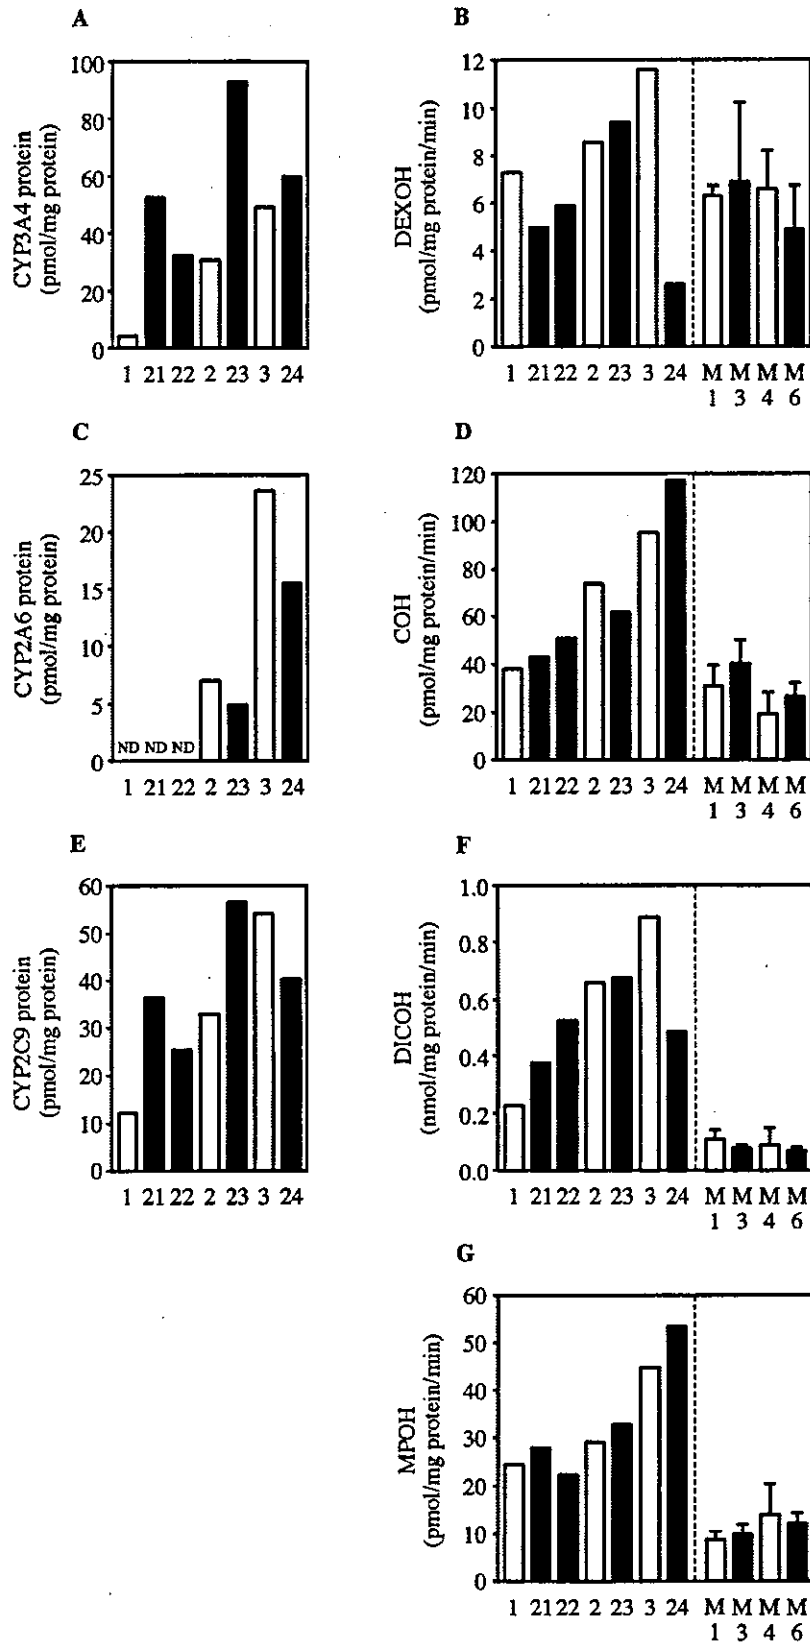 A
CYP3A4 protein
(pmol/mg protein)
100
80
60
40
20
0
1 21 22 2 23 3 24
B
DEXOH
(pmol/mg protein/min)
12
10
8
6
4
2
0
1 21 22 2 23 3 24 M M M M
1 3 4 6
C
CYP2A6 protein
(pmol/mg protein)
25
20
15
10
5
0
ND ND ND
1 21 22 2 23 3 24
D
COH
(pmol/mg protein/min)
120
100
80
60
40
20
0
1 21 22 2 23 3 24 M M M M
1 3 4 6
E
CYP2C9 protein
(pmol/mg protein)
60
50
40
30
20
10
0
1 21 22 2 23 3 24
F
DICOH
(nmol/mg protein/min)
1.0
0.8
0.6
0.4
0.2
0.0
1 21 22 2 23 3 24 M M M M
1 3 4 6
G
MPOH
(pmol/mg protein/min)
60
50
40
30
20
10
0
1 21 22 2 23 3 24 M M M M
1 3 4 6